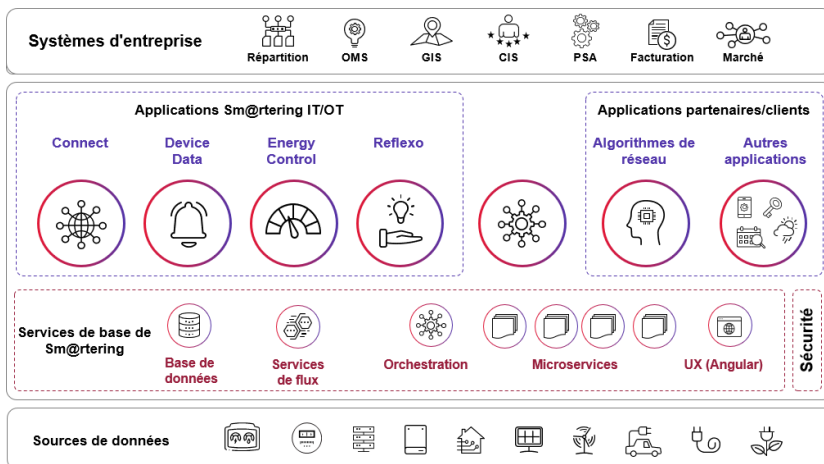 Systèmes d'entreprise
Répartition
OMS
GIS
CIS
PSA
Facturation
Marché
Applications Sm@rtering IT/OT
Applications partenaires/clients
Connect
Device
Data
Energy
Control
Reflexo
Algorithmes de
réseau
Autres
applications
Services de base de
Sm@rtering
Base de
données
Services
de flux
Orchestration
Microservices
UX (Angular)
Sécurité
Sources de données